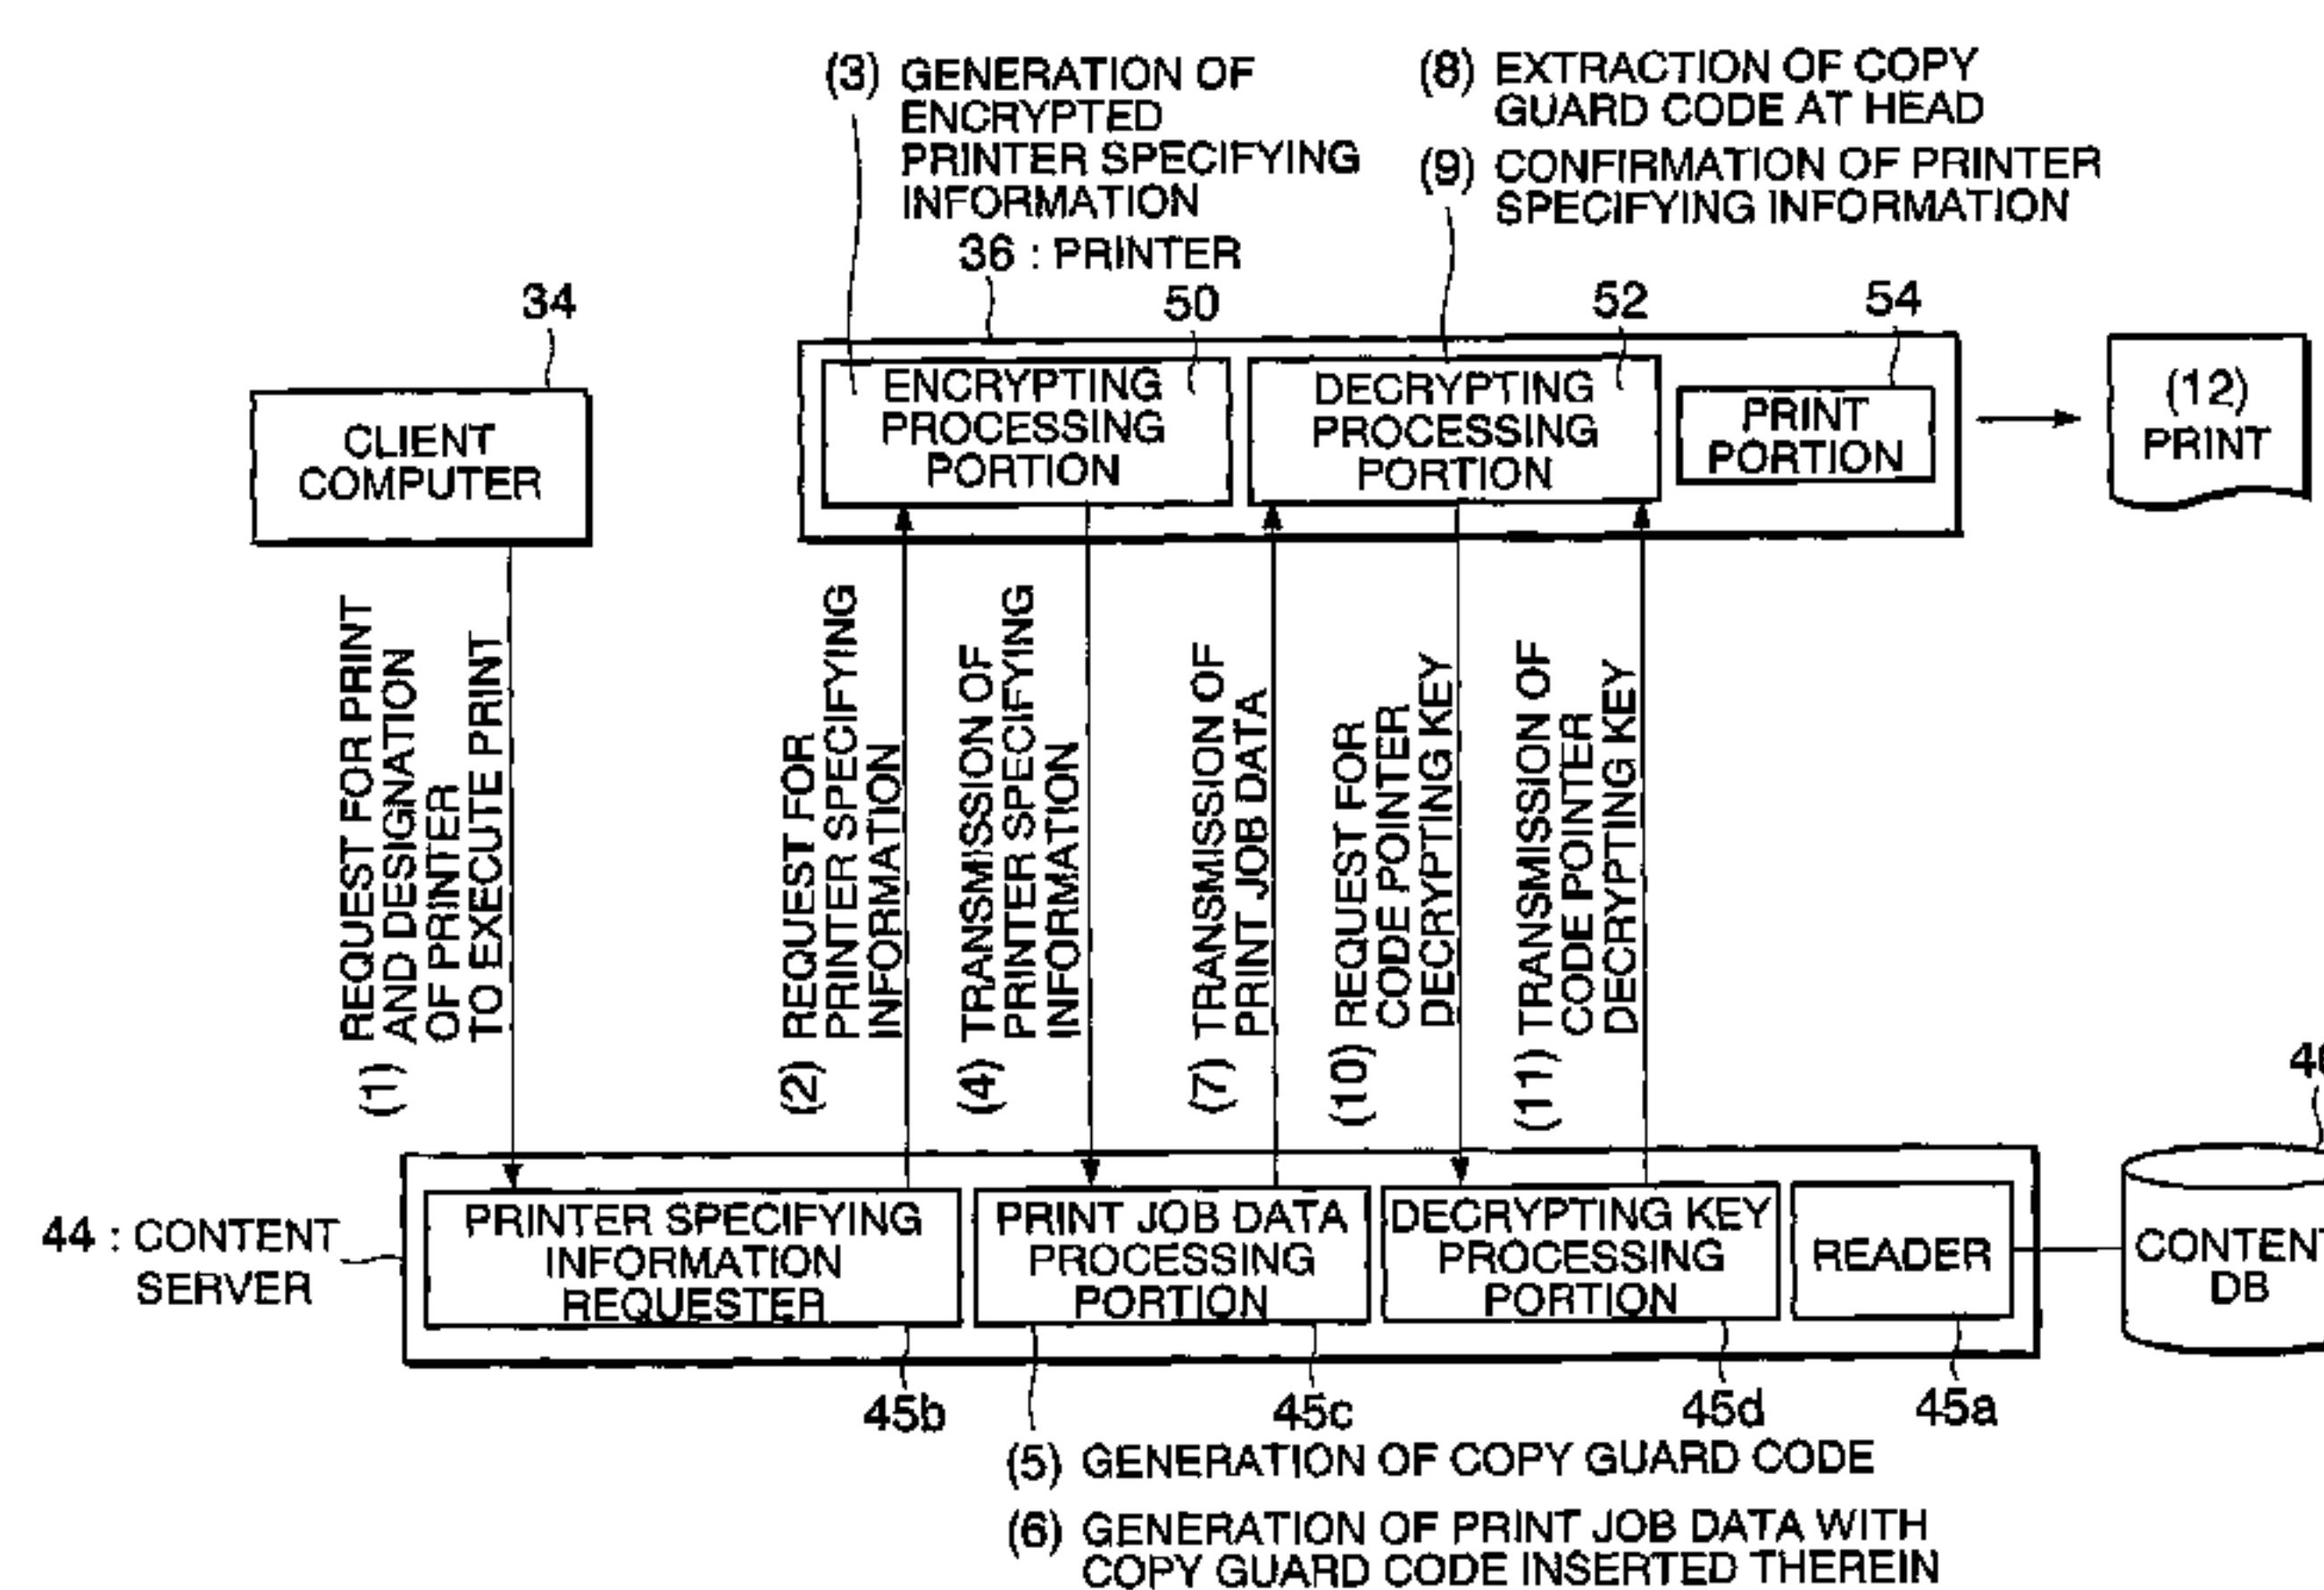 (3) GENERATION OF
ENCRYPTED
PRINTER SPECIFYING
INFORMATION
(8) EXTRACTION OF COPY
GUARD CODE AT HEAD
(9) CONFIRMATION OF PRINTER
SPECIFYING INFORMATION
36 : PRINTER
34
50
52
54
CLIENT
COMPUTER
ENCRYPTING
PROCESSING
PORTION
DECRYPTING
PROCESSING
PORTION
PRINT
PORTION
(12)
PRINT
(1) REQUEST FOR PRINT
AND DESIGNATION
OF PRINTER
TO EXECUTE PRINT
(2) REQUEST FOR
PRINTER SPECIFYING
INFORMATION
(4) TRANSMISSION OF
PRINTER SPECIFYING
INFORMATION
(7) TRANSMISSION OF
PRINT JOB DATA
(10) REQUEST FOR
CODE POINTER
DECRYPTING KEY
(11) TRANSMISSION OF
CODE POINTER
DECRYPTING KEY
44 : CONTENT
SERVER
PRINTER SPECIFYING
INFORMATION
REQUESTER
PRINT JOB DATA
PROCESSING
PORTION
DECRYPTING KEY
PROCESSING
PORTION
READER
CONTENT
DB
45b
45c
45d
45a
(5) GENERATION OF COPY GUARD CODE
(6) GENERATION OF PRINT JOB DATA WITH
COPY GUARD CODE INSERTED THEREIN